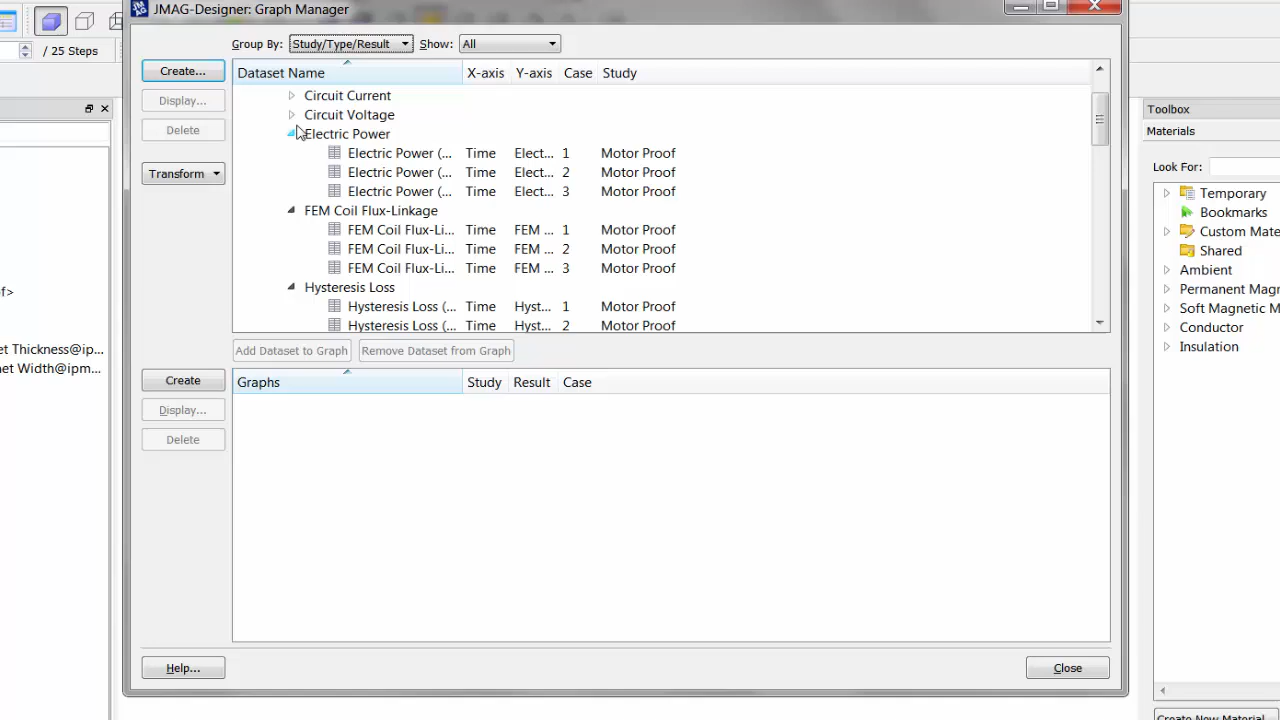 JMAG-Designer: Graph Manager
Group By: Study/Type/Result Show: All
/ 25 Steps
Create...
Display...
Delete
Transform
Dataset Name X-axis Y-axis Case Study
Circuit Current
Circuit Voltage
Electric Power
Electric Power (... Time Elect... 1 Motor Proof
Electric Power (... Time Elect... 2 Motor Proof
Electric Power (... Time Elect... 3 Motor Proof
FEM Coil Flux-Linkage
FEM Coil Flux-Li... Time FEM ... 1 Motor Proof
FEM Coil Flux-Li... Time FEM ... 2 Motor Proof
FEM Coil Flux-Li... Time FEM ... 3 Motor Proof
Hysteresis Loss
Hysteresis Loss (... Time Hyst... 1 Motor Proof
Hysteresis Loss (... Time Hyst... 2 Motor Proof
Add Dataset to Graph Remove Dataset from Graph
Create
Display...
Delete
Graphs Study Result Case
Help...
Close
of>
et Thickness@ip...
net Width@ipm...
Toolbox
Materials
Look For:
Temporary
Bookmarks
Custom Mate
Shared
Ambient
Permanent Mag
Soft Magnetic M
Conductor
Insulation
Create New Material